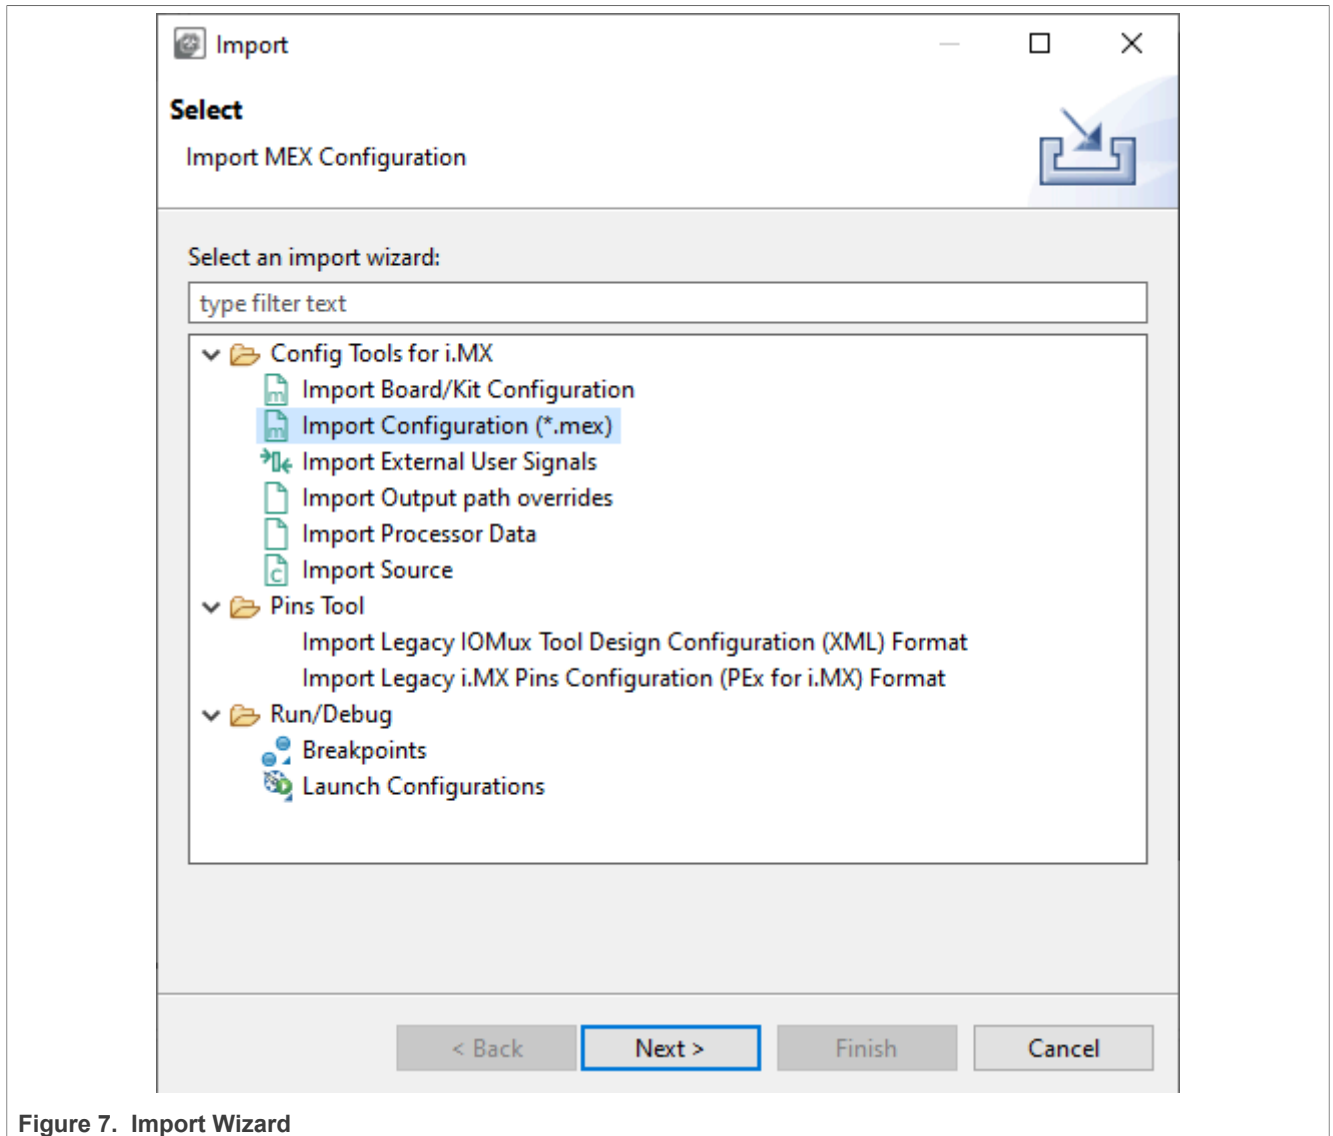 Import
Select
Import MEX Configuration
Select an import wizard:
type filter text
Config Tools for i.MX
Import Board/Kit Configuration
Import Configuration (*.mex)
Import External User Signals
Import Output path overrides
Import Processor Data
Import Source
Pins Tool
Import Legacy IOMux Tool Design Configuration (XML) Format
Import Legacy i.MX Pins Configuration (PEx for i.MX) Format
Run/Debug
Breakpoints
Launch Configurations
< Back Next > Finish Cancel
Figure 7. Import Wizard